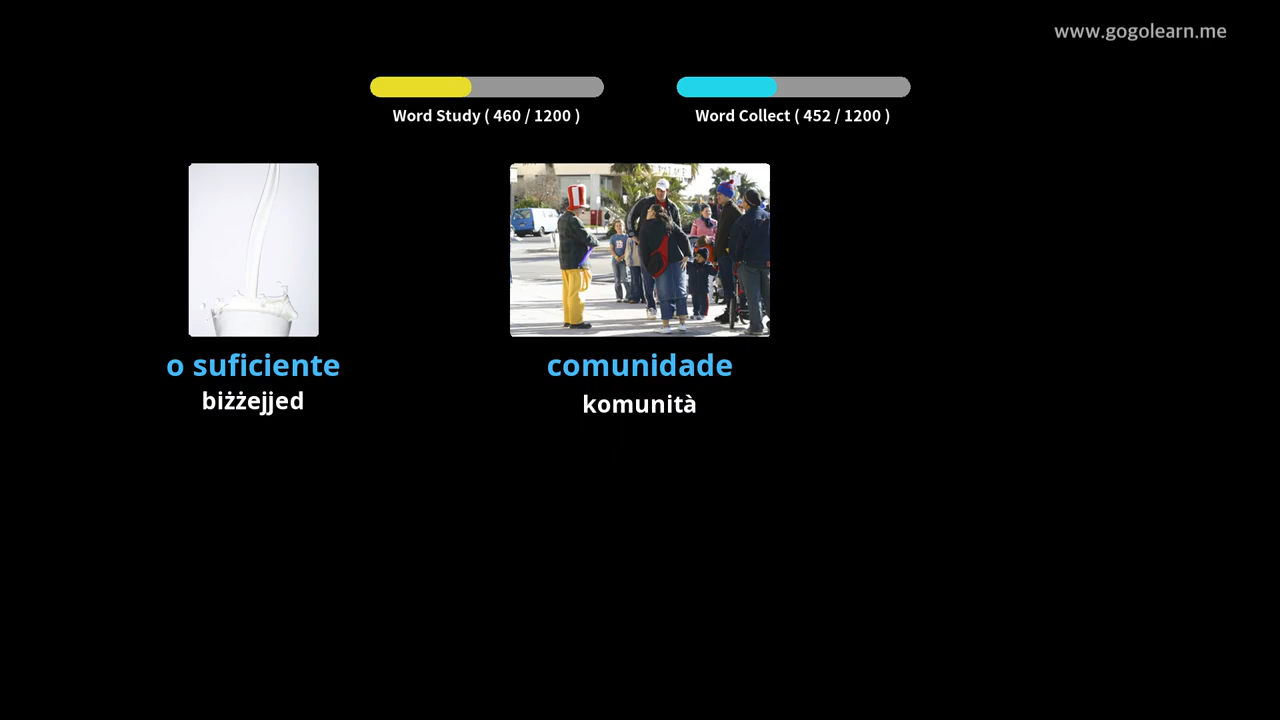 www.gogolearn.me
Word Study ( 460 / 1200 )
Word Collect ( 452 / 1200 )
o suficiente
biżżejjed
comunidade
komunità